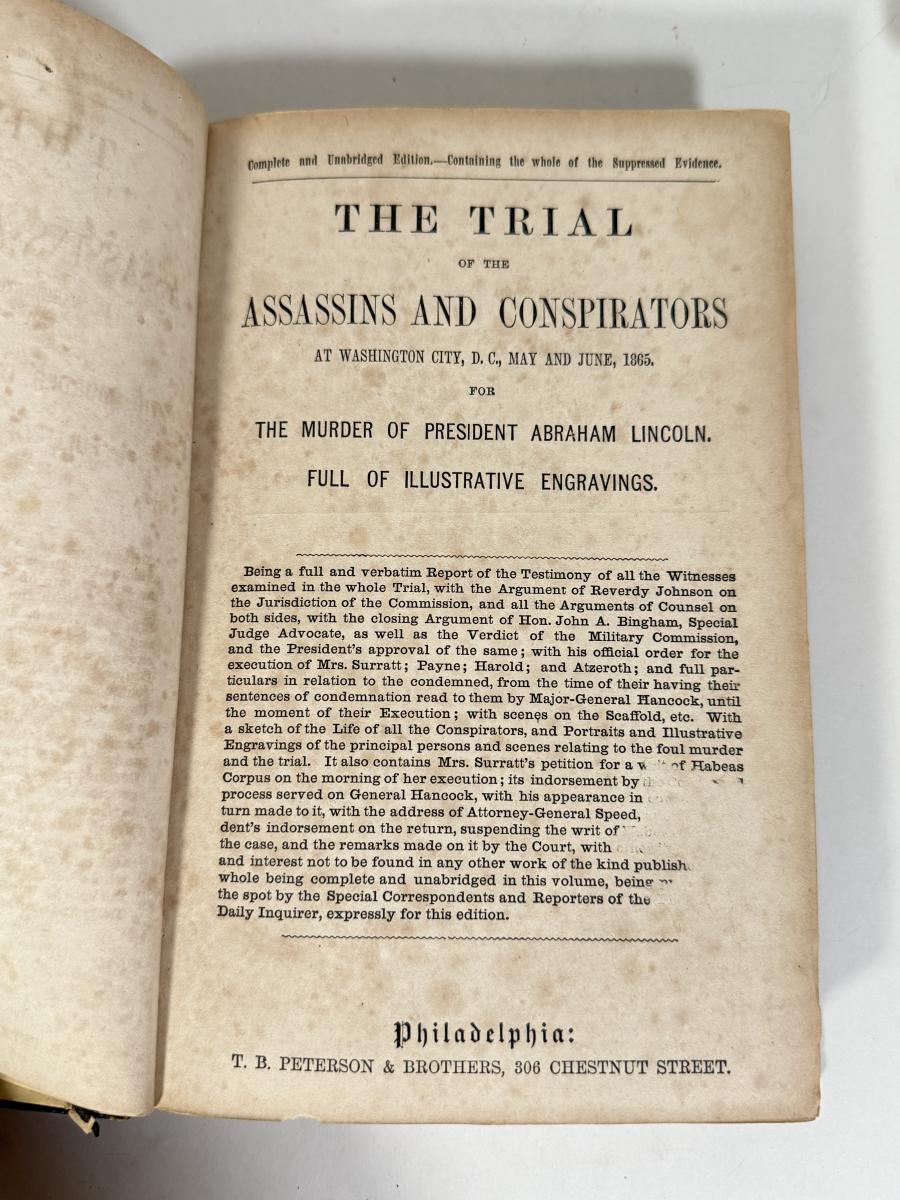 Complete and Unabridged Edition.—Containing the whole of the Suppressed Evidence.
THE TRIAL
OF THE
ASSASSINS AND CONSPIRATORS
AT WASHINGTON CITY, D. C., MAY AND JUNE, 1865.
FOR
THE MURDER OF PRESIDENT ABRAHAM LINCOLN.
FULL OF ILLUSTRATIVE ENGRAVINGS.
Being a full and verbatim Report of the Testimony of all the Witnesses
examined in the whole Trial, with the Argument of Reverdy Johnson on
the Jurisdiction of the Commission, and all the Arguments of Counsel on
both sides, with the closing Argument of Hon. John A. Bingham, Special
Judge Advocate, as well as the Verdict of the Military Commission,
and the President's approval of the same; with his official order for the
execution of Mrs. Surratt; Payne; Harold; and Atzeroth; and full par-
ticulars in relation to the condemned, from the time of their having their
sentences of condemnation read to them by Major-General Hancock, until
the moment of their Execution; with scenes on the Scaffold, etc. With
a sketch of the Life of all the Conspirators, and Portraits and Illustrative
Engravings of the principal persons and scenes relating to the foul murder
and the trial. It also contains Mrs. Surratt's petition for a of Habeas
Corpus on the morning of her execution; its indorsement by
process served on General Hancock, with his appearance in
turn made to it, with the address of Attorney-General Speed,
dent's indorsement on the return, suspending the writ of
the case, and the remarks made on it by the Court, with
and interest not to be found in any other work of the kind
whole being complete and unabridged in this volume, being
the spot by the Special Correspondents and Reporters of the
Daily Inquirer, expressly for this edition.
Philadelphia:
T. B. PETERSON & BROTHERS, 306 CHESTNUT STREET.